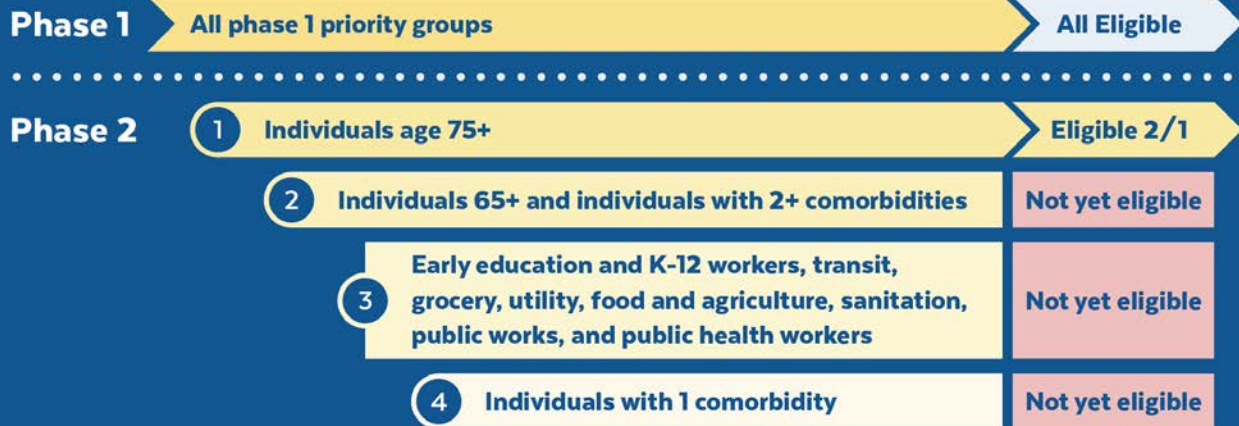 Phase 1
All phase 1 priority groups
All Eligible
Phase 2
1
Individuals age 75+
Eligible 2/1
2
Individuals 65+ and individuals with 2+ comorbidities
Not yet eligible
3
Early education and K-12 workers, transit,
grocery, utility, food and agriculture, sanitation,
public works, and public health workers
Not yet eligible
4
Individuals with 1 comorbidity
Not yet eligible